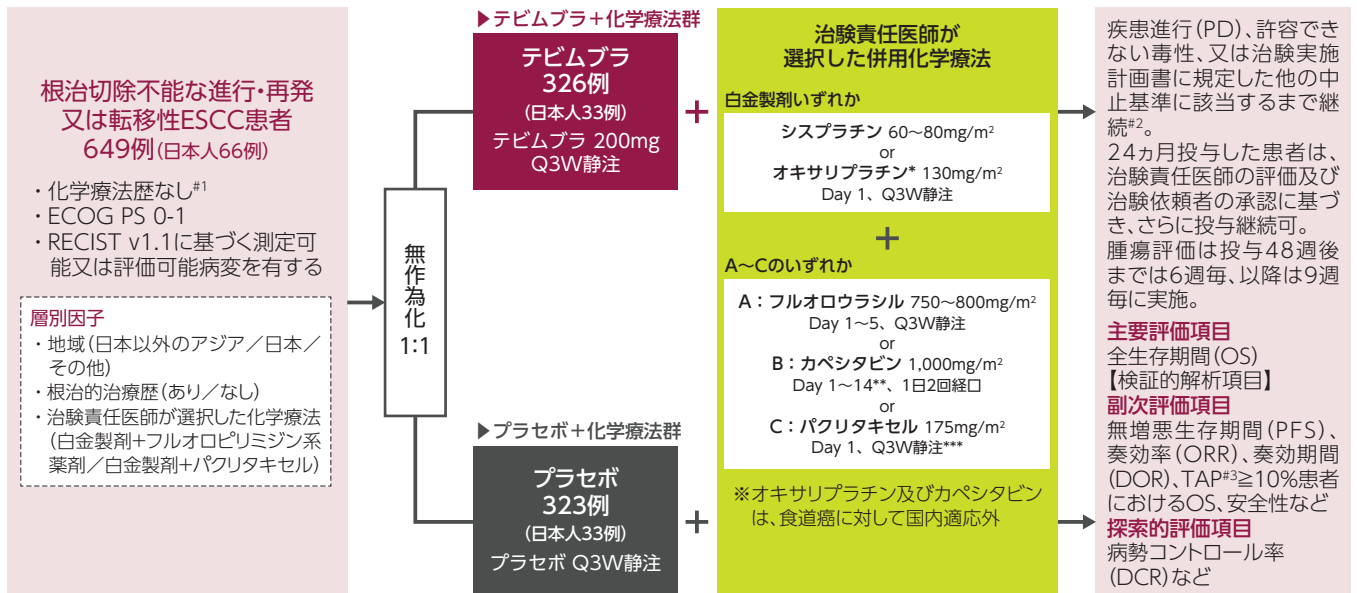 根治切除不能な進行・再発
又は転移性ESCC患者
649例(日本人66例)
・化学療法歴なし#1
・ECOG PS 0-1
・RECIST v1.1に基づく測定可
能又は評価可能病変を有する
層別因子
・地域(日本以外のアジア／日本／
その他)
・根治的治療歴(あり／なし)
・治験責任医師が選択した化学療法
(白金製剤+フルオロピリミジン系
薬剤／白金製剤+パクリタキセル)
無作為化
1:1
▶テビムブラ+化学療法群
テビムブラ
326例
(日本人33例)
テビムブラ 200mg
Q3W静注
+
▶プラセボ+化学療法群
プラセボ
323例
(日本人33例)
プラセボ Q3W静注
+
治験責任医師が
選択した併用化学療法
白金製剤いずれか
シスプラチン 60～80mg/m²
or
オキサリプラチン* 130mg/m²
Day 1、Q3W静注
+
A～Cのいずれか
A：フルオロウラシル 750～800mg/m²
Day 1～5、Q3W静注
or
B：カペシタビン 1,000mg/m²
Day 1～14**、1日2回経口
or
C：パクリタキセル 175mg/m²
Day 1、Q3W静注***
※オキサリプラチン及びカペシタビン
は、食道癌に対して国内適応外
疾患進行(PD)、許容でき
ない毒性、又は治験実施
計画書に規定した他の中
止基準に該当するまで継
続#2。
24ヵ月投与した患者は、
治験責任医師の評価及び
治験依頼者の承認に基づ
き、さらに投与継続可。
腫瘍評価は投与48週後
までは6週毎、以降は9週
毎に実施。
主要評価項目
全生存期間(OS)
【検証的解析項目】
副次評価項目
無増悪生存期間(PFS)、
奏効率(ORR)、奏効期間
(DOR)、TAP#3≧10%患者
におけるOS、安全性など
探索的評価項目
病勢コントロール率
(DCR)など